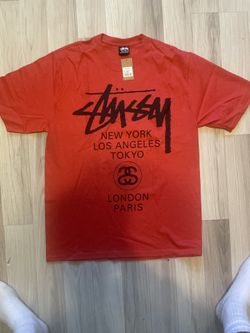 STÜSSY
NEW YORK
LOS ANGELES
TOKYO
LONDON
PARIS